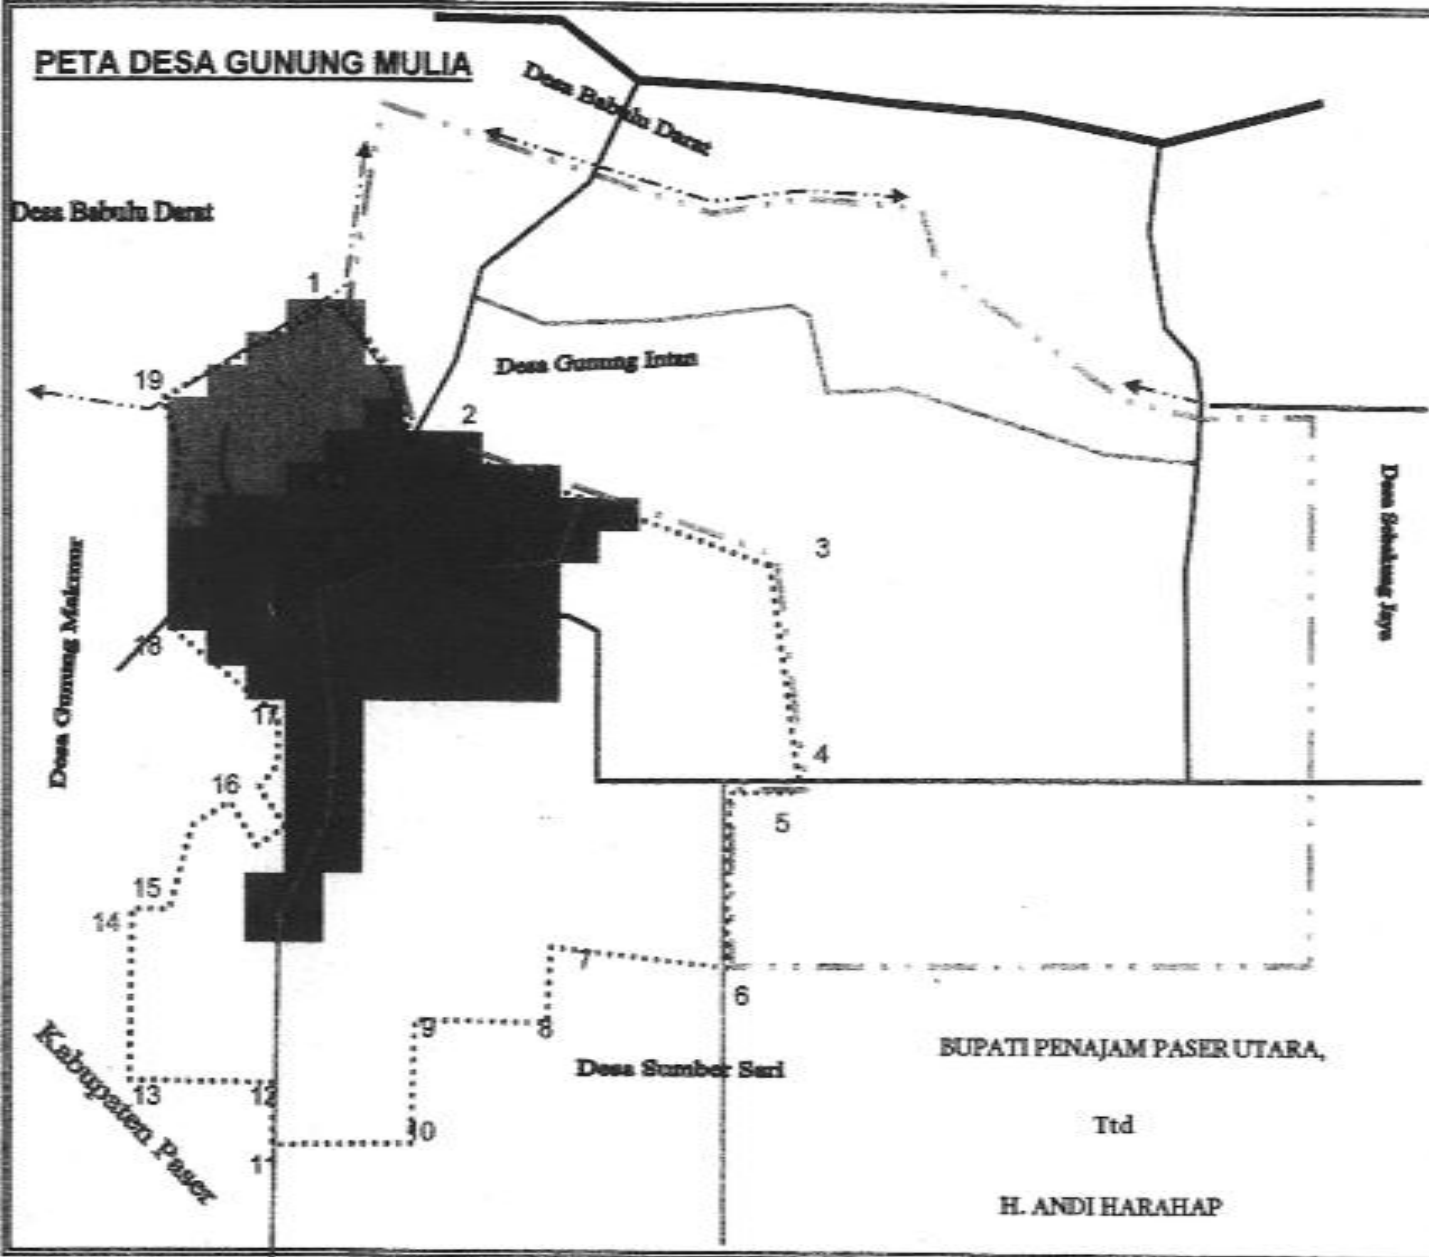 PETA DESA GUNUNG MULIA
Desa Babulu Darat
Desa Babulu Darat
1
Desa Gunung Intan
19
2
Desa Sebakung Jaya
3
Desa Gunung Makmur
18
17
4
16
5
15
14
7
6
9
8
Desa Sumber Sari
BUPATI PENAJAM PASER UTARA,
Kabupaten Paser
13
12
10
Ttd
11
H. ANDI HARAHAP